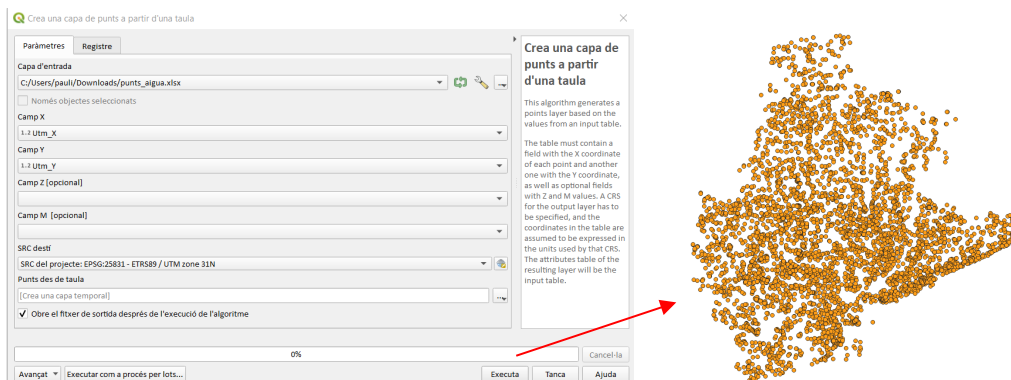 Crea una capa de punts a partir d'una taula
Paràmetres
Registre
Capa d'entrada
C:/Users/pauli/Downloads/punts_aigua.xlsx
Només objectes seleccionats
Camp X
1.2 Utm_X
Camp Y
1.2 Utm_Y
Camp Z [opcional]
Camp M [opcional]
SRC destí
SRC del projecte: EPSG:25831 - ETRS89 / UTM zone 31N
Punts des de taula
[Crea una capa temporal]
Obre el fitxer de sortida després de l'execució de l'algoritme
Crea una capa de
punts a partir
d'una taula
This algorithm generates a
points layer based on the
values from an input table.
The table must contain a
field with the X coordinate
of each point and another
one with the Y coordinate,
as well as optional fields
with Z and M values. A CRS
for the output layer has to
be specified, and the
coordinates in the table are
assumed to be expressed in
the units used by that CRS.
The attributes table of the
resulting layer will be the
input table.
0%
Cancel·la
Avançat
Executar com a procés per lots...
Executa
Tanca
Ajuda